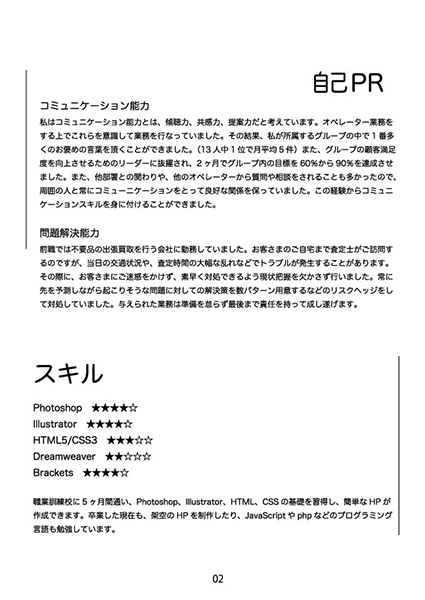 自己PR
コミュニケーション能力
私はコミュニケーション能力とは、傾聴力、共感力、提案力だと考えています。オペレーター業務を
する上でこれらを意識して業務を行なっていました。その結果、私が所属するグループの中で1番多
くのお褒めの言葉を頂くことができました。（13人中1位で月平均5件）また、グループの顧客満足
度を向上させるためのリーダーに抜擢され、2ヶ月でグループ内の目標を60%から90%を達成させ
ました。また、他部署との関わりや、他のオペレーターから質問や相談をされることも多かったので、
周囲の人と常にコミューニケーションをとって良好な関係を保っていました。この経験からコミュニ
ケーションスキルを身に付けることができました。
問題解決能力
前職では不要品の出張買取を行う会社に勤務していました。お客さまのご自宅まで査定士がご訪問す
るのですが、当日の交通状況や、査定時間の大幅な乱れなどでトラブルが発生することがあります。
その際に、お客さまにご迷惑をかけず、素早く対処できるよう現状把握を欠かさず行いました。常に
先を予測しながら起こりそうな問題に対しての解決策を数パターン用意するなどのリスクヘッジをし
て対処していました。与えられた業務は準備を怠らず最後まで責任を持って成し遂げます。
スキル
Photoshop ★★★★☆
Illustrator ★★★★☆
HTML5/CSS3 ★★★☆☆
Dreamweaver ★★☆☆☆
Brackets ★★★★☆
職業訓練校に5ヶ月間通い、Photoshop、Illustrator、HTML、CSSの基礎を習得し、簡単なHPが
作成できます。卒業した現在も、架空のHPを制作したり、JavaScriptやphpなどのプログラミング
言語も勉強しています。
02